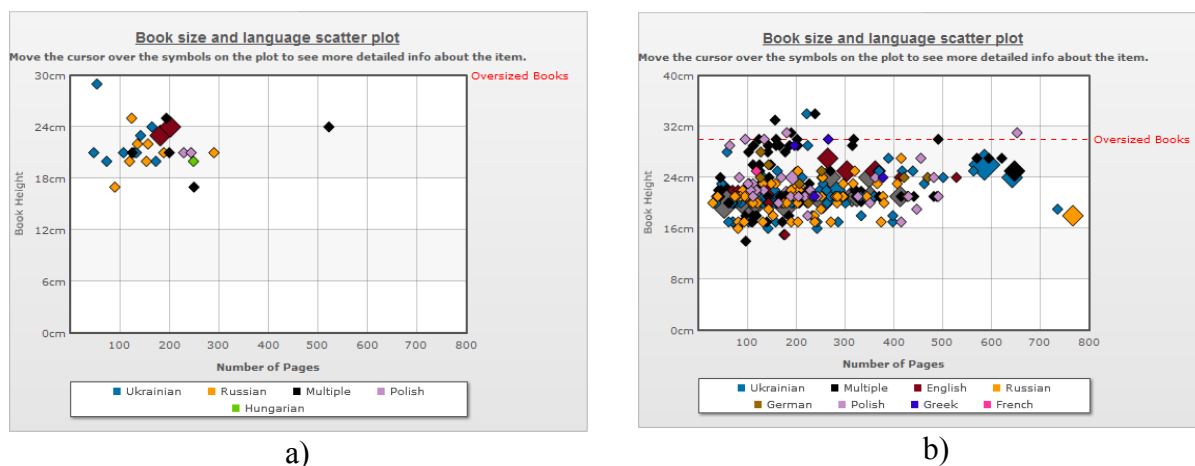 Book size and language scatter plot
Move the cursor over the symbols on the plot to see more detailed info about the item.
30cm
Oversized Books
24cm
18cm
12cm
6cm
0cm
Book Height
100 200 300 400 500 600 700 800
Number of Pages
Ukrainian Russian Multiple Polish
Hungarian
a)
Book size and language scatter plot
Move the cursor over the symbols on the plot to see more detailed info about the item.
40cm
32cm
Oversized Books
24cm
16cm
8cm
0cm
Book Height
100 200 300 400 500 600 700 800
Number of Pages
Ukrainian Multiple English Russian
German Polish Greek French
b)